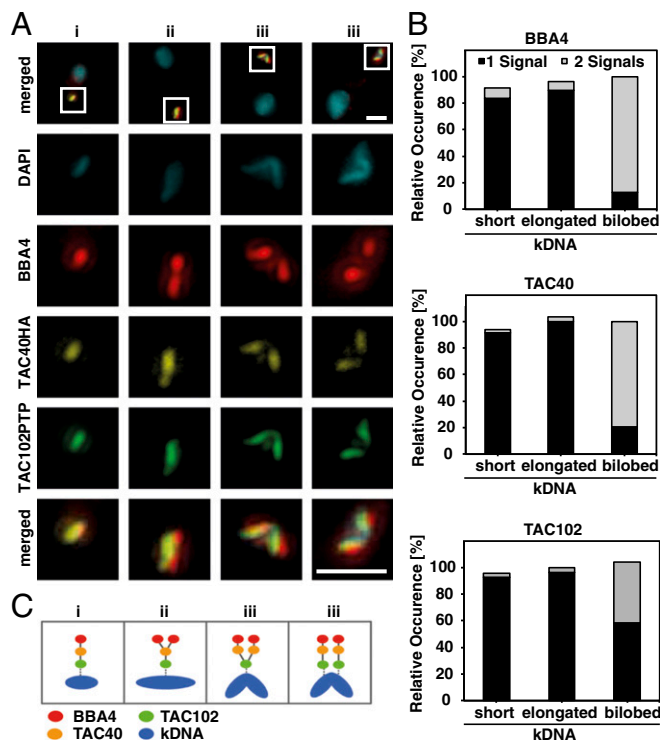 A
i ii iii iii
merged
DAPI
BBA4
TAC40HA
TAC102PTP
merged
B
BBA4
1 Signal 2 Signals
Relative Occurence [%]
100
80
60
40
20
0
short elongated bilobed
kDNA
TAC40
Relative Occurence [%]
100
80
60
40
20
0
short elongated bilobed
kDNA
TAC102
Relative Occurence [%]
100
80
60
40
20
0
short elongated bilobed
kDNA
C
i ii iii iii
BBA4 TAC102
TAC40 kDNA